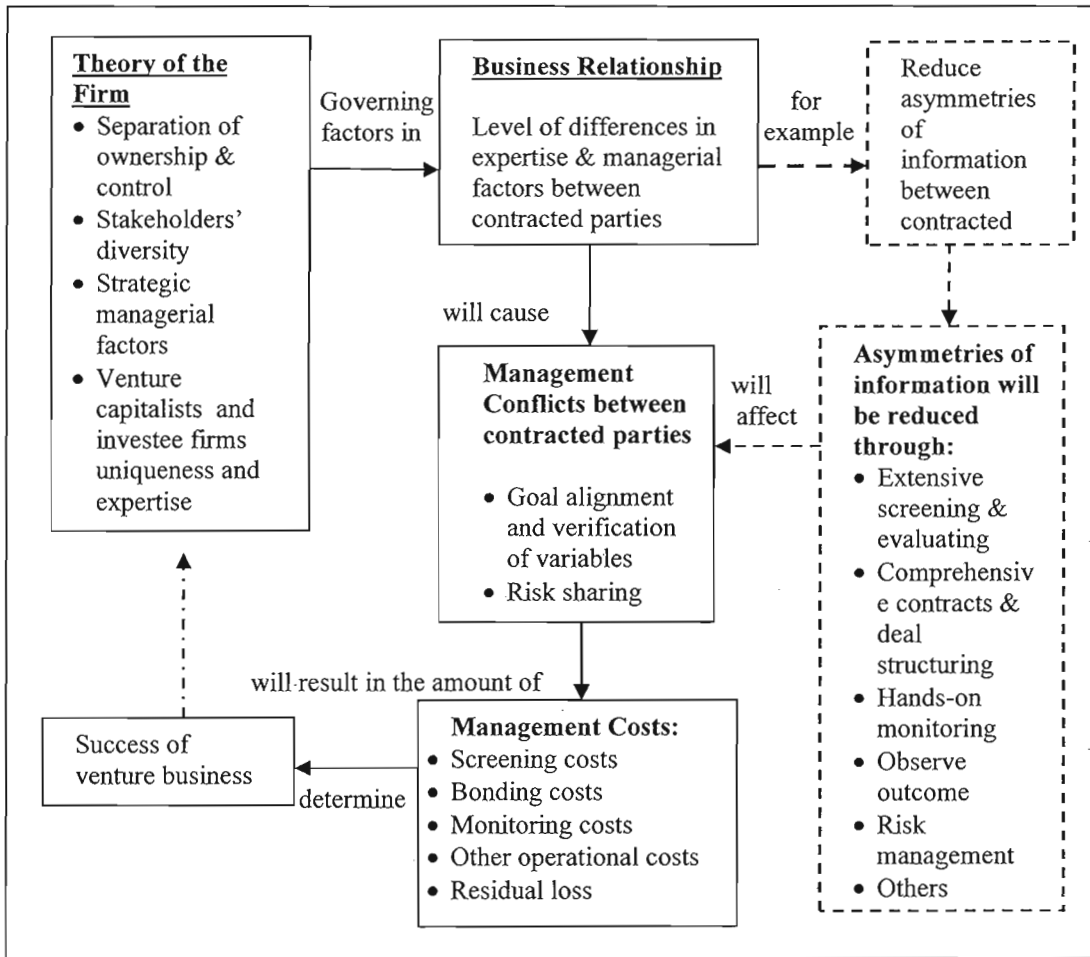 Theory of the
Firm
• Separation of
ownership &
control
• Stakeholders'
diversity
• Strategic
managerial
factors
• Venture
capitalists and
investee firms
uniqueness and
expertise
Governing
factors in
Business Relationship
Level of differences in
expertise & managerial
factors between
contracted parties
for
example
Reduce
asymmetries
of
information
between
contracted
will cause
Management
Conflicts between
contracted parties
• Goal alignment
and verification
of variables
• Risk sharing
will
affect
Asymmetries of
information will
be reduced
through:
• Extensive
screening &
evaluating
• Comprehensiv
e contracts &
deal
structuring
• Hands-on
monitoring
• Observe
outcome
• Risk
management
• Others
will result in the amount of
Management Costs:
• Screening costs
• Bonding costs
• Monitoring costs
• Other operational costs
• Residual loss
determine
Success of
venture business